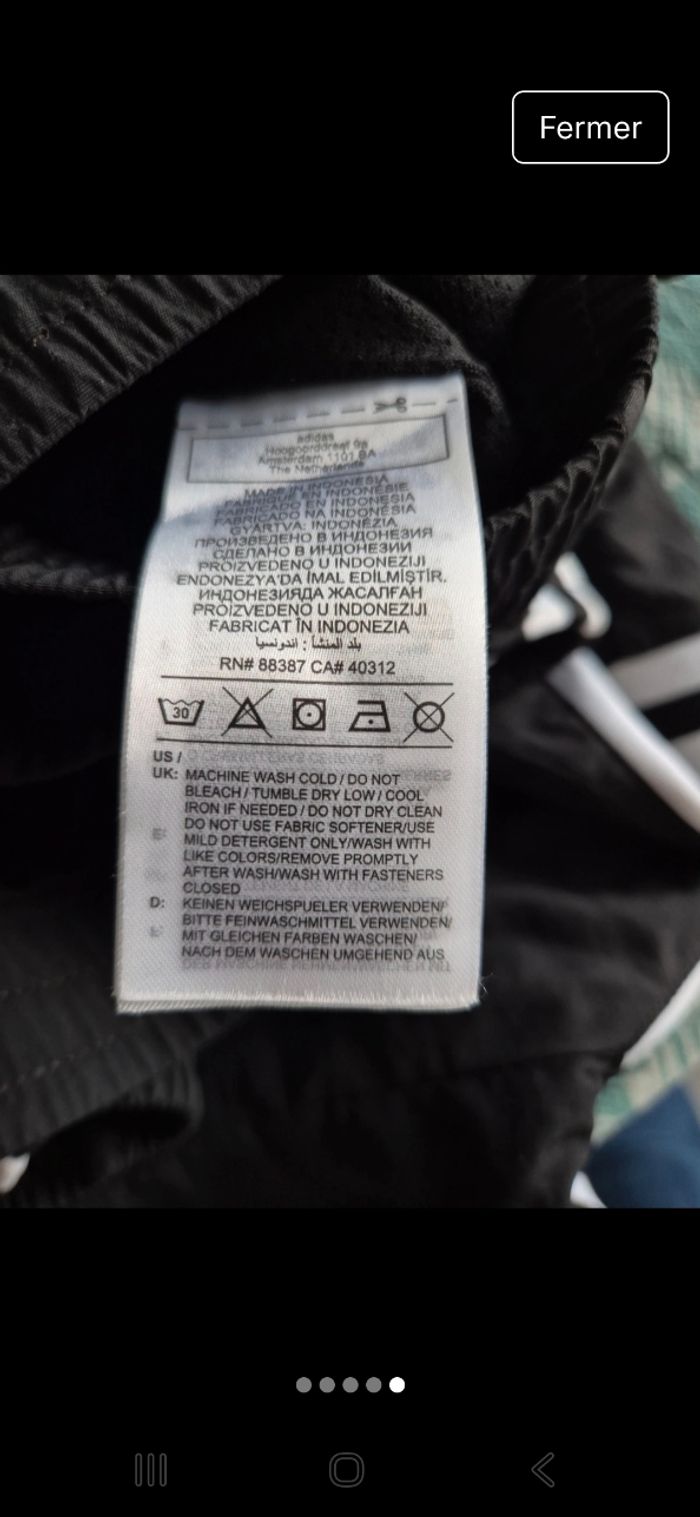 Fermer
adidas
Hoogoorddreef 9a
Amsterdam 1101 BA
The Netherlands
MADE IN INDONESIA
FABRIQUÉ EN INDONÉSIE
FABRICADO EN INDONESIA
FABRICADO NA INDONÉSIA
GYÁRTVA: INDONÉZIA
ПРОИЗВЕДЕНО В ИНДОНЕЗИЯ
СДЕЛАНО В ИНДОНЕЗИИ
PROIZVEDENO U INDONEZIJI
ENDONEZYA'DA İMAL EDİLMİŞTİR.
ИНДОНЕЗИЯДА ЖАСАЛҒАН
PROIZVEDENO U INDONEZIJI
FABRICAT ÎN INDONEZIA
بلد المنشأ : اندونسيا
RN# 88387 CA# 40312
30
US /
UK: MACHINE WASH COLD / DO NOT
BLEACH / TUMBLE DRY LOW / COOL
IRON IF NEEDED / DO NOT DRY CLEAN
DO NOT USE FABRIC SOFTENER/USE
MILD DETERGENT ONLY/WASH WITH
LIKE COLORS/REMOVE PROMPTLY
AFTER WASH/WASH WITH FASTENERS
CLOSED
D: KEINEN WEICHSPUELER VERWENDEN/
BITTE FEINWASCHMITTEL VERWENDEN/
MIT GLEICHEN FARBEN WASCHEN/
NACH DEM WASCHEN UMGEHEND AUS